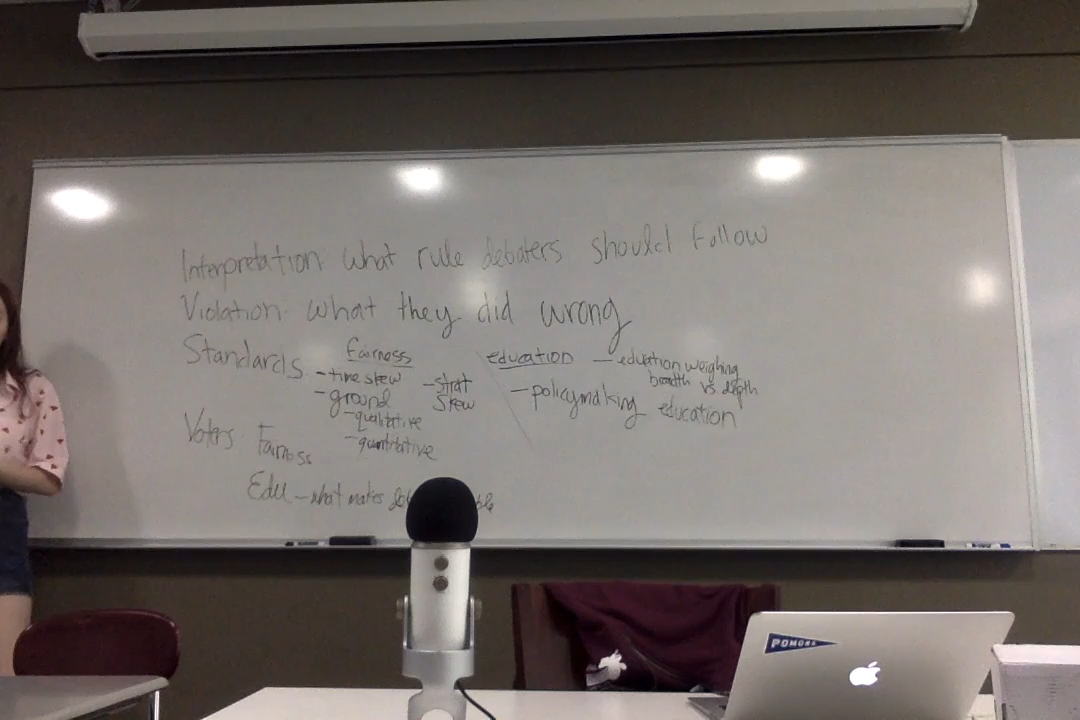 Interpretation: what rule debaters should follow
Violation: what they did wrong
Standards
Fairness
- time skew
- strat skew
- ground
- qualitative
- quantitative
education
- education weighing
breadth vs depth
- policymaking education
Voters: Fairness
Edu - what makes
POMONA